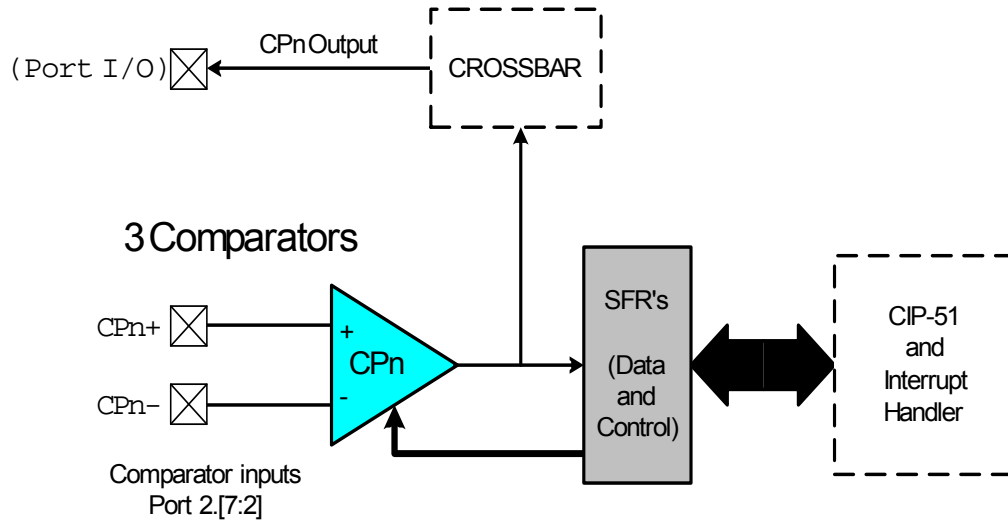 CPn Output
(Port I/O)
CROSSBAR
3 Comparators
CPn+
+
CPn
CPn-
-
SFR's
(Data
and
Control)
CIP-51
and
Interrupt
Handler
Comparator inputs
Port 2.[7:2]